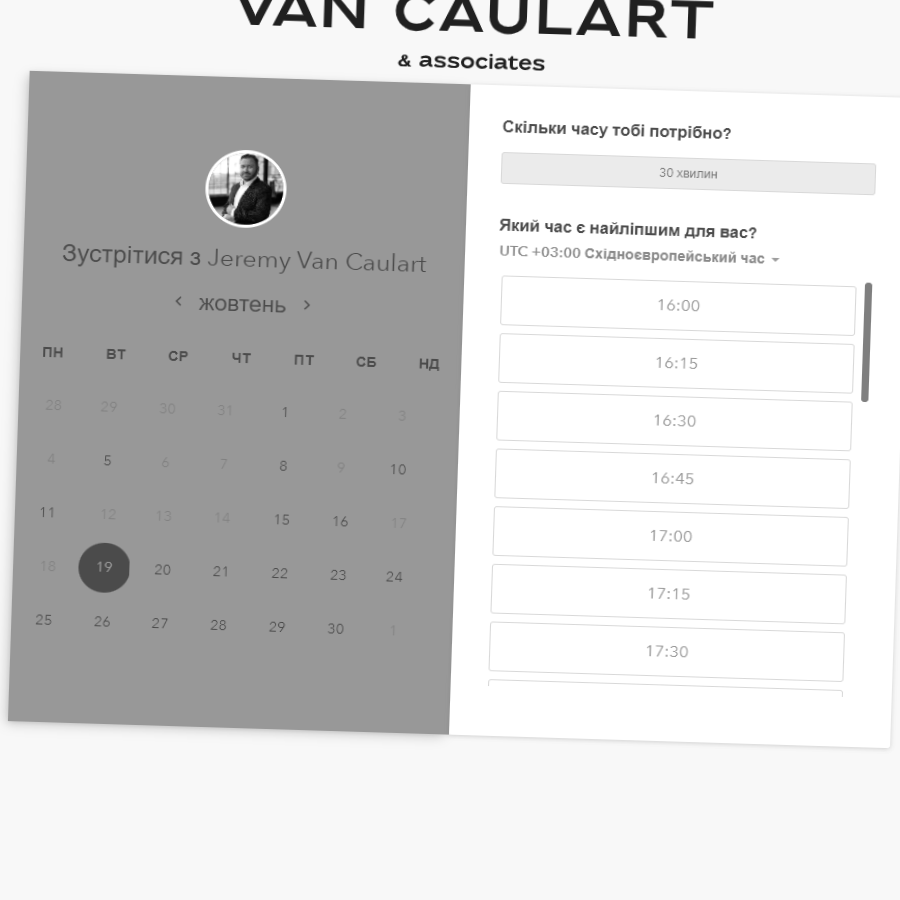 VAN CAULART
& associates
Зустрітися з Jeremy Van Caulart
жовтень
ПН ВТ СР ЧТ ПТ СБ НД
28 29 30 31 1 2 3
4 5 6 7 8 9 10
11 12 13 14 15 16 17
18 19 20 21 22 23 24
25 26 27 28 29 30 1
Скільки часу тобі потрібно?
30 хвилин
Який час є найліпшим для вас?
UTC +03:00 Східноєвропейський час
16:00
16:15
16:30
16:45
17:00
17:15
17:30